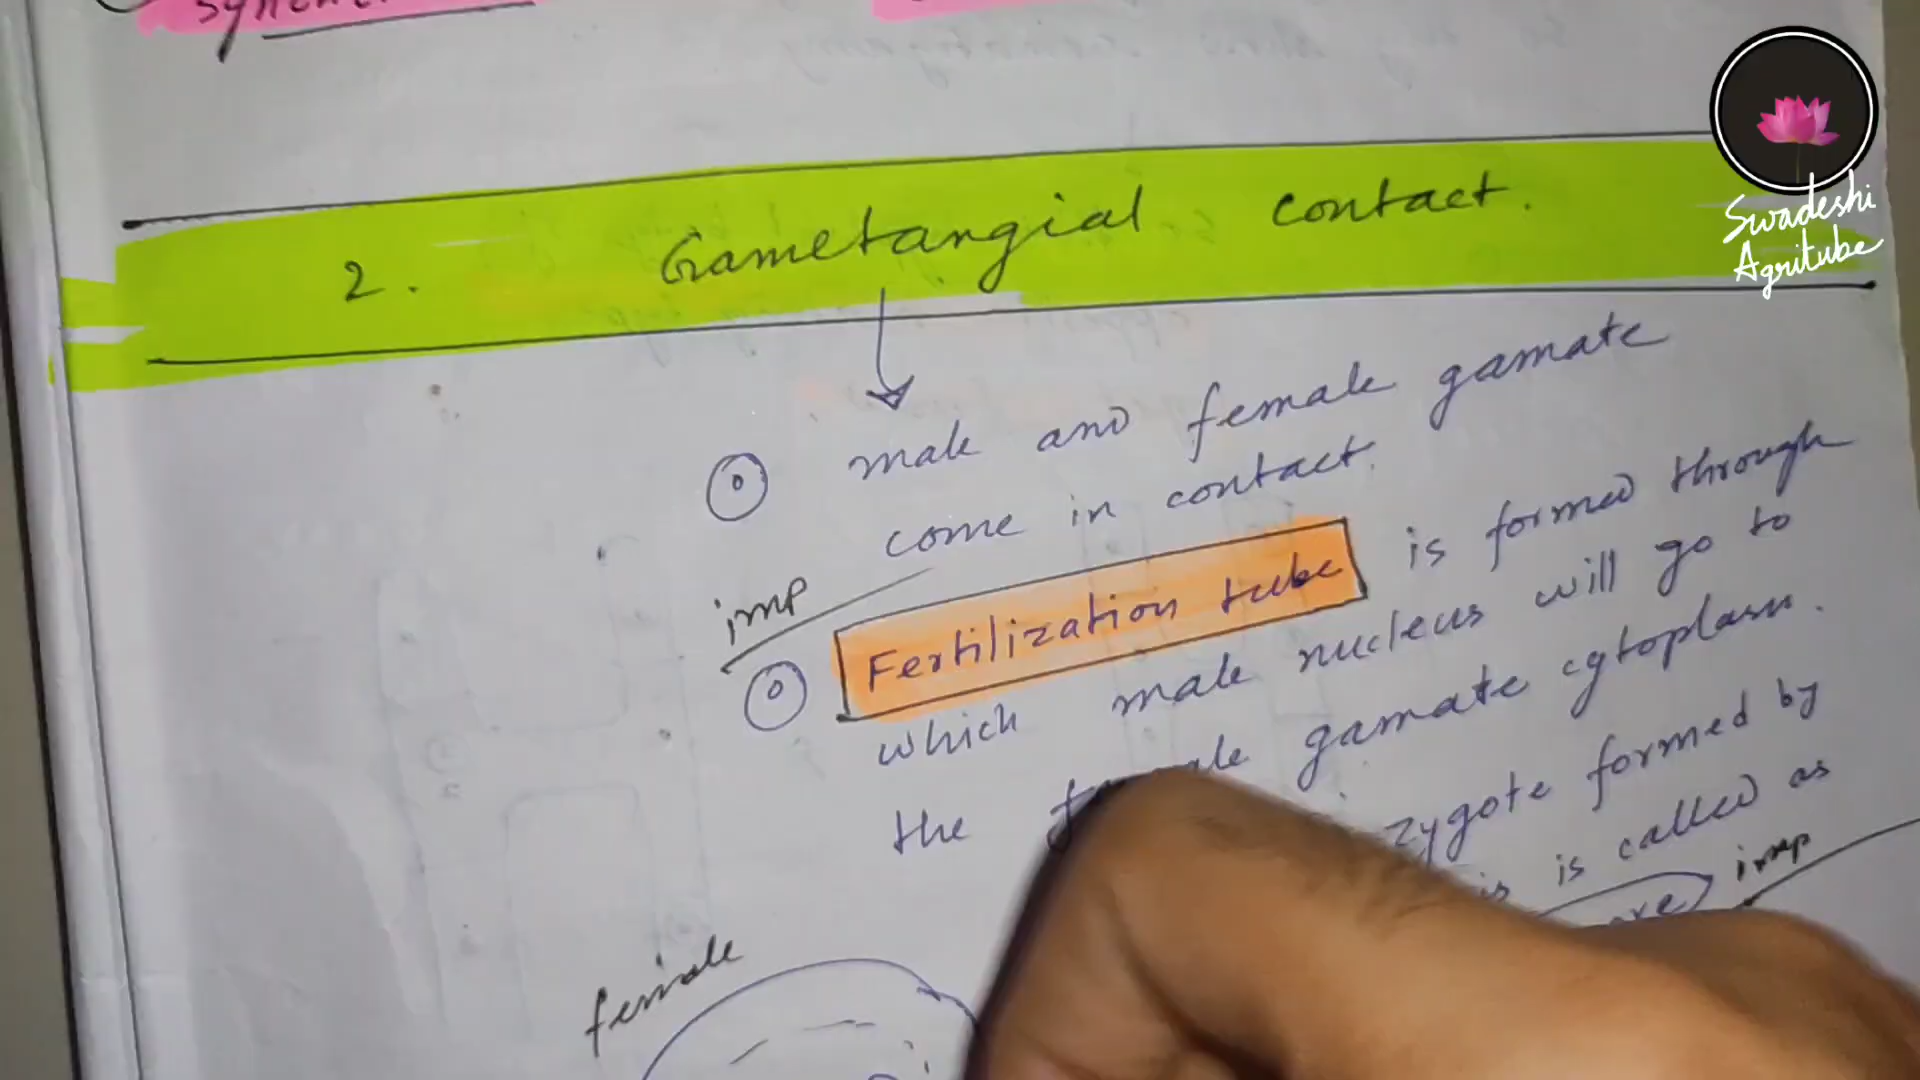 2. Gametangial contact.
Swadeshi
Agritube
male and female gamate
come in contact.
imp
Fertilization tube is formed through
which male nucleus will go to
the gamate cytoplasm.
zygote formed by
is called as
imp
female